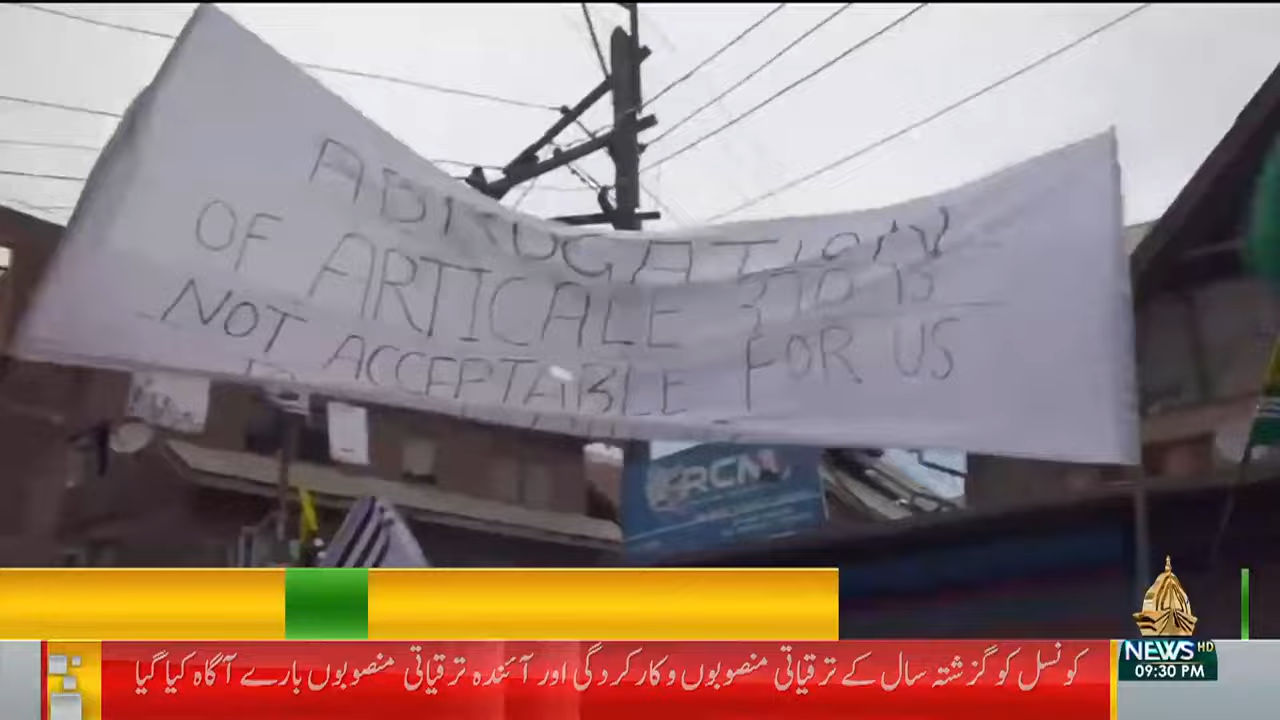 ABROGATION
OF ARTICALE 370 IS
NOT ACCEPTABLE FOR US
RCM
کونسل کو گزشتہ سال کے ترقیاتی منصوبوں و کارکردگی اور آئندہ ترقیاتی منصوبوں بارے آگاہ کیا گیا
NEWS HD
09:30 PM